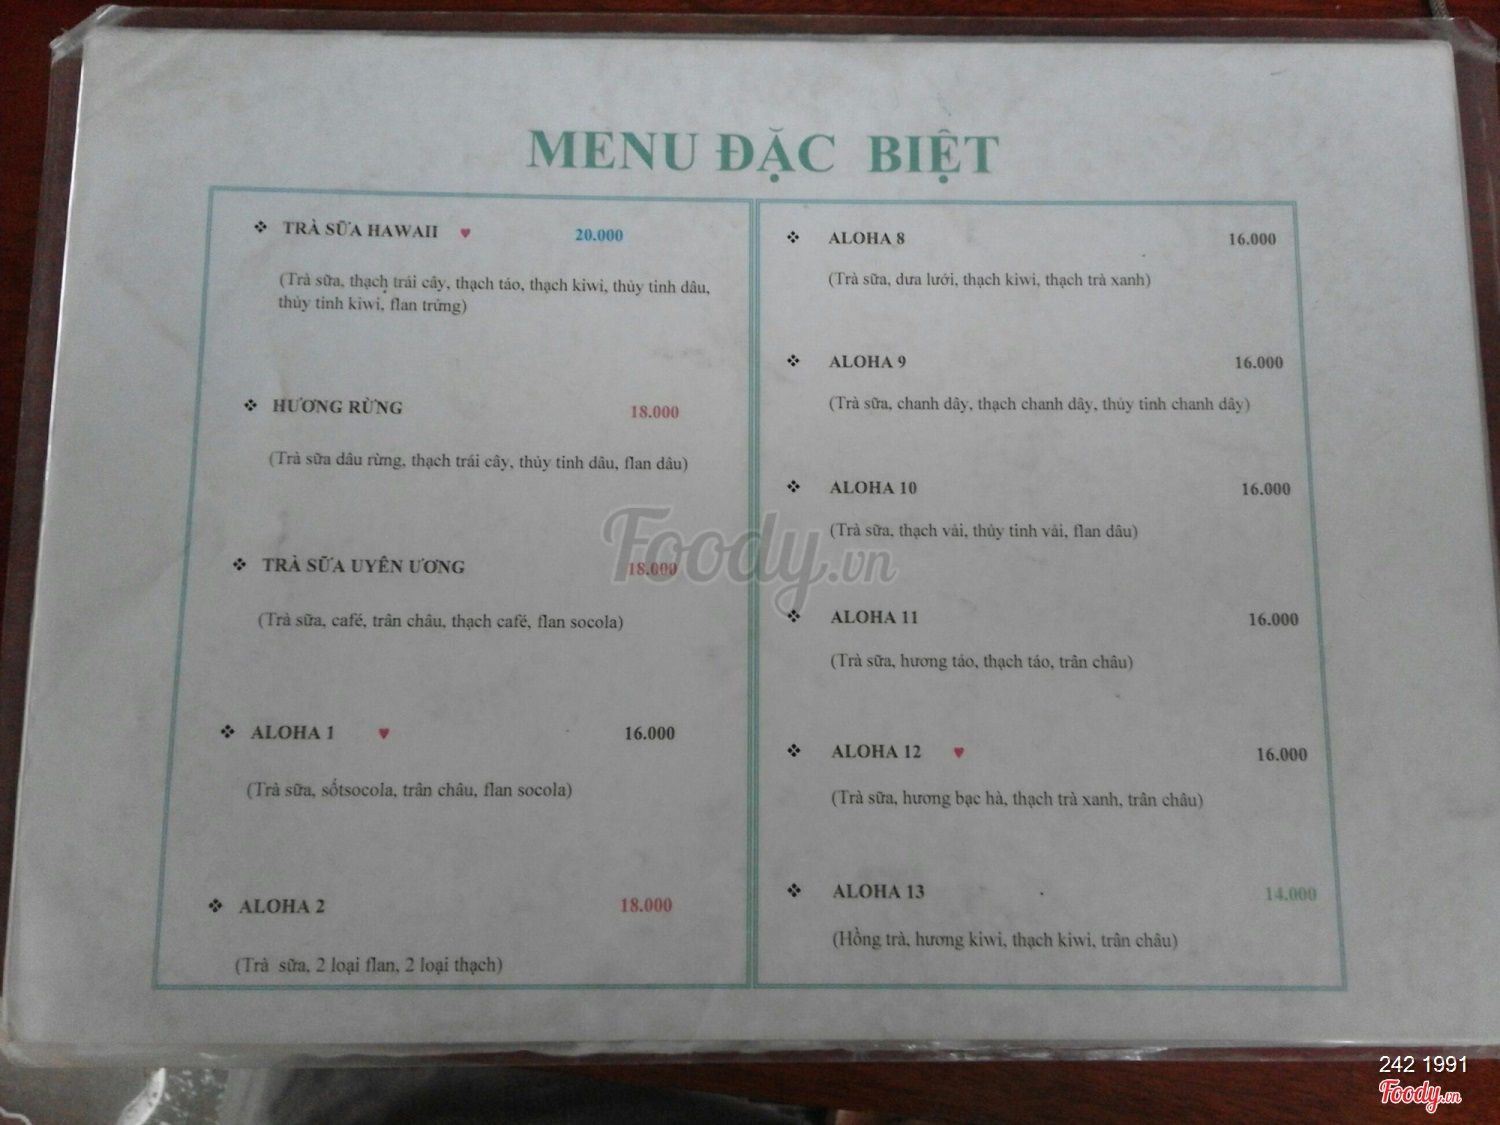 MENU ĐẶC BIỆT
❖ TRÀ SỮA HAWAII ♥ 20.000
(Trà sữa, thạch trái cây, thạch táo, thạch kiwi, thủy tinh dâu,
thủy tinh kiwi, flan trứng)
❖ HƯƠNG RỪNG 18.000
(Trà sữa dâu rừng, thạch trái cây, thủy tinh dâu, flan dâu)
❖ TRÀ SỮA UYÊN ƯƠNG 18.000
(Trà sữa, café, trân châu, thạch café, flan socola)
❖ ALOHA 1 ♥ 16.000
(Trà sữa, sốtsocola, trân châu, flan socola)
❖ ALOHA 2 18.000
(Trà sữa, 2 loại flan, 2 loại thạch)
❖ ALOHA 8 16.000
(Trà sữa, dưa lưới, thạch kiwi, thạch trà xanh)
❖ ALOHA 9 16.000
(Trà sữa, chanh dây, thạch chanh dây, thủy tinh chanh dây)
❖ ALOHA 10 16.000
(Trà sữa, thạch vải, thủy tinh vải, flan dâu)
❖ ALOHA 11 16.000
(Trà sữa, hương táo, thạch táo, trân châu)
❖ ALOHA 12 ♥ 16.000
(Trà sữa, hương bạc hà, thạch trà xanh, trân châu)
❖ ALOHA 13 14.000
(Hồng trà, hương kiwi, thạch kiwi, trân châu)
Foody.vn
242 1991
Foody.vn